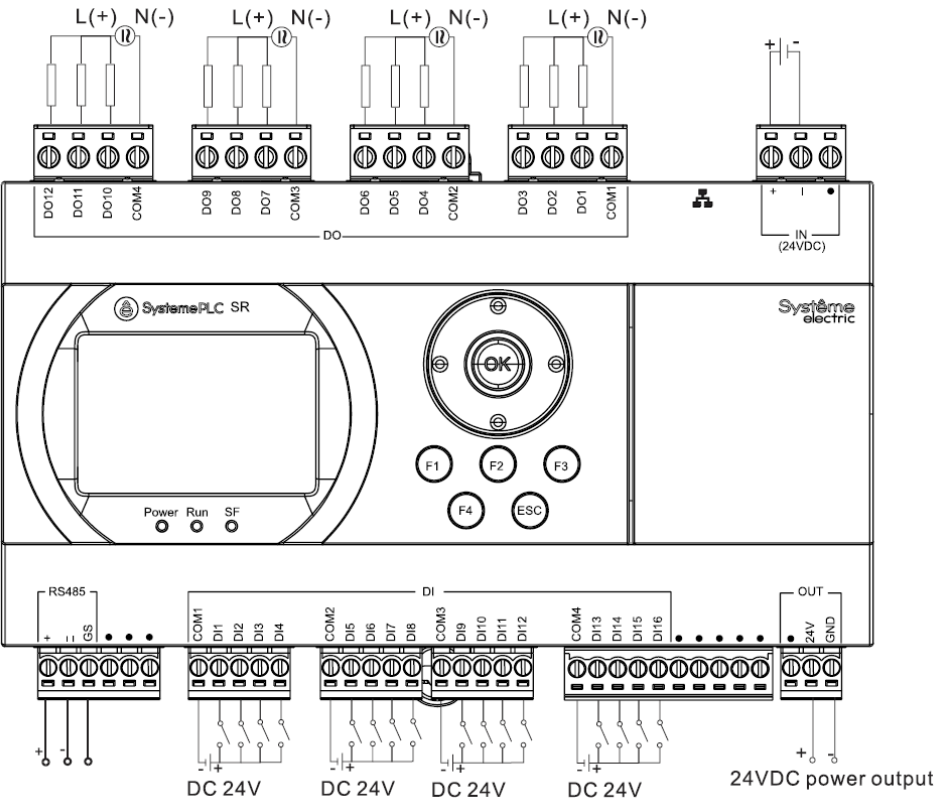 L(+) N(-) L(+) N(-) L(+) N(-) L(+) N(-)
+ -
DO12 DO11 DO10 COM4 DO9 DO8 DO7 COM3 DO6 DO5 DO4 COM2 DO3 DO2 DO1 COM1
+ -
DO
IN
(24VDC)
SystemePLC SR
Système
electric
OK
F1 F2 F3
F4 ESC
Power Run SF
RS485
DI
OUT
+ - GS
COM1 DI1 DI2 DI3 DI4 COM2 DI5 DI6 DI7 DI8 COM3 DI9 DI10 DI11 DI12 COM4 DI13 DI14 DI15 DI16
24V GND
+ -
- + - + - + - +
+ -
DC 24V DC 24V DC 24V DC 24V
24VDC power output